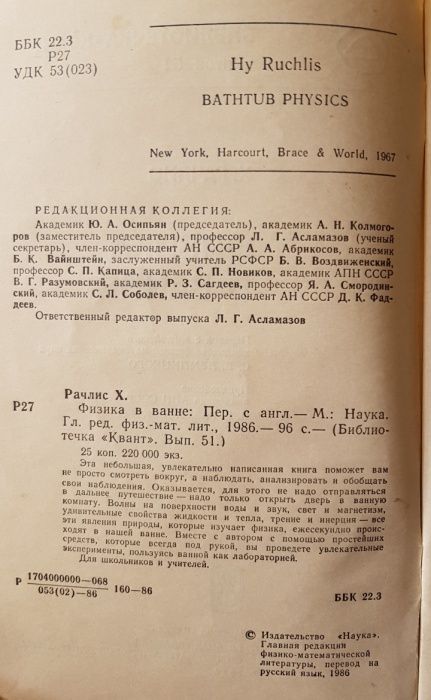 ББК 22.3
Р27
УДК 53(023)
Hy Ruchlis
BATHTUB PHYSICS
New York, Harcourt, Brace & World, 1967
РЕДАКЦИОННАЯ КОЛЛЕГИЯ:
Академик Ю. А. Осипьян (председатель), академик А. Н. Колмого-
ров (заместитель председателя), профессор Л. Г. Асламазов (ученый
секретарь), член-корреспондент АН СССР А. А. Абрикосов, академик
Б. К. Вайнштейн, заслуженный учитель РСФСР Б. В. Воздвиженский,
профессор С. П. Капица, академик С. П. Новиков, академик АПН СССР
В. Г. Разумовский, академик Р. З. Сагдеев, профессор Я. А. Смородин-
ский, академик С. Л. Соболев, член-корреспондент АН СССР Д. К. Фад-
деев.
Ответственный редактор выпуска Л. Г. Асламазов
Рачлис Х.
Р27 Физика в ванне: Пер. с англ.— М.: Наука.
Гл. ред. физ.-мат. лит., 1986.— 96 с.— (Библио-
течка «Квант». Вып. 51.)
25 коп. 220 000 экз.
Эта небольшая, увлекательно написанная книга поможет вам
не просто смотреть вокруг, а наблюдать, анализировать и обобщать
свои наблюдения. Оказывается, для этого не надо отправляться
в дальнее путешествие — надо только открыть дверь в ванную
комнату. Волны на поверхности воды и звук, свет и магнетизм,
удивительные свойства жидкости и тепла, трение и инерция — все
эти явления природы, которые изучает физика, ежесекундно проис-
ходят в нашей ванне. Вместе с автором с помощью простейших
средств, которые всегда под рукой, вы проведете увлекательные
эксперименты, пользуясь ванной как лабораторией.
Для школьников и учителей.
Р 1704000000—068
053(02)—86 160-86
ББК 22.3
© Издательство «Наука».
Главная редакция
физико-математической
литературы, перевод на
русский язык, 1986